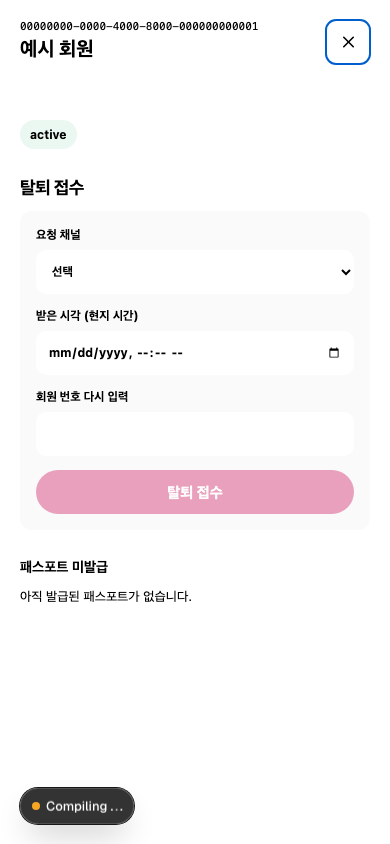 00000000-0000-4000-8000-000000000001
예시 회원
active
탈퇴 접수
요청 채널
선택
받은 시각 (현지 시간)
mm/dd/yyyy, --:-- --
회원 번호 다시 입력
탈퇴 접수
패스포트 미발급
아직 발급된 패스포트가 없습니다.
Compiling ...